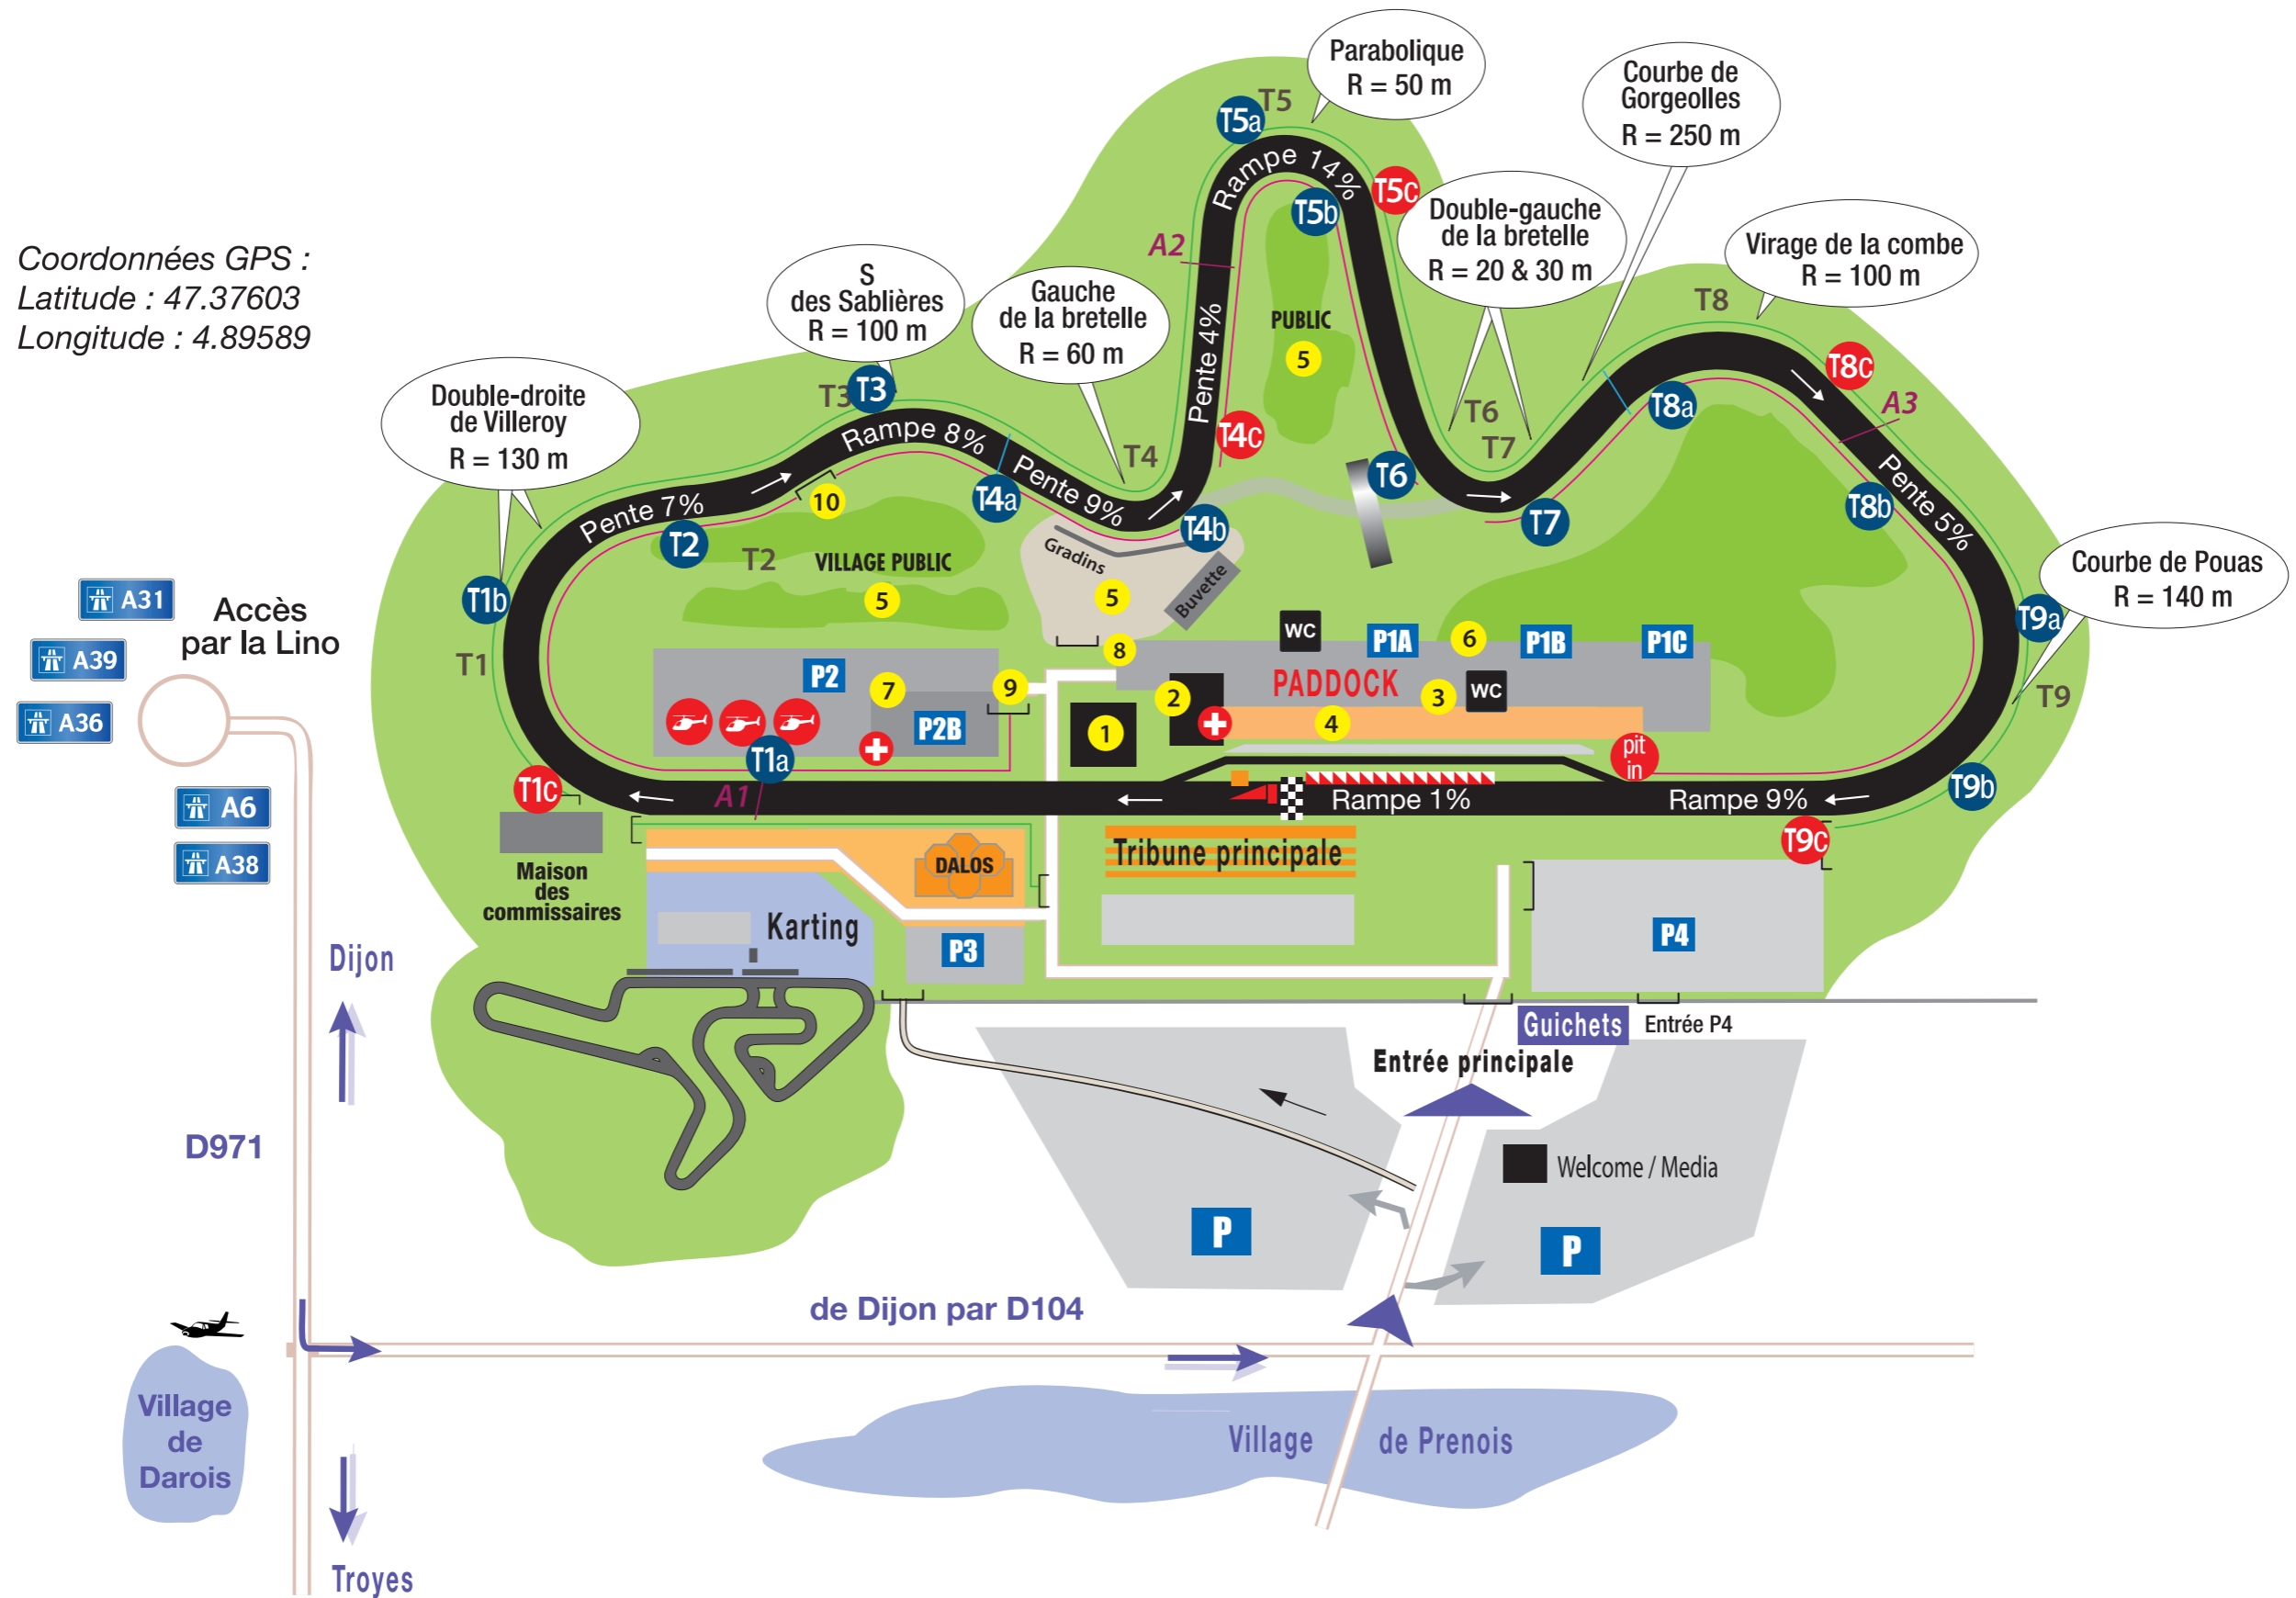 Parabolique
R = 50 m
Courbe de
Gorgeolles
R = 250 m
T5
T5a
Rampe 14%
T5c
T5b
Double-gauche
de la bretelle
R = 20 & 30 m
Virage de la combe
R = 100 m
Coordonnées GPS :
Latitude : 47.37603
Longitude : 4.89589
S
des Sablières
R = 100 m
Gauche
de la bretelle
R = 60 m
A2
Pente 4%
PUBLIC
5
T8
T8c
A3
T8a
Double-droite
de Villeroy
R = 130 m
T3
T3
Rampe 8%
T4
T4c
T6
T7
T6
T7
Pente 5%
T8b
Pente 7%
10
T4a
Pente 9%
T4b
T2
T2
VILLAGE PUBLIC
5
Gradins
5
Buvette
Courbe de Pouas
R = 140 m
T1b
T1
T9a
T9
A31
A39
A36
A6
A38
Accès
par la Lino
WC
P1A
6
P1B
P1C
8
P2
7
9
P2B
PADDOCK
2
3
WC
1
4
T1a
pit
in
T1c
A1
Rampe 1%
Rampe 9%
T9b
T9c
Maison
des
commissaires
DALOS
Tribune principale
Karting
P3
P4
Dijon
Guichets
Entrée P4
Entrée principale
D971
Welcome / Media
P
P
de Dijon par D104
Village
de
Darois
Village
de Prenois
Troyes